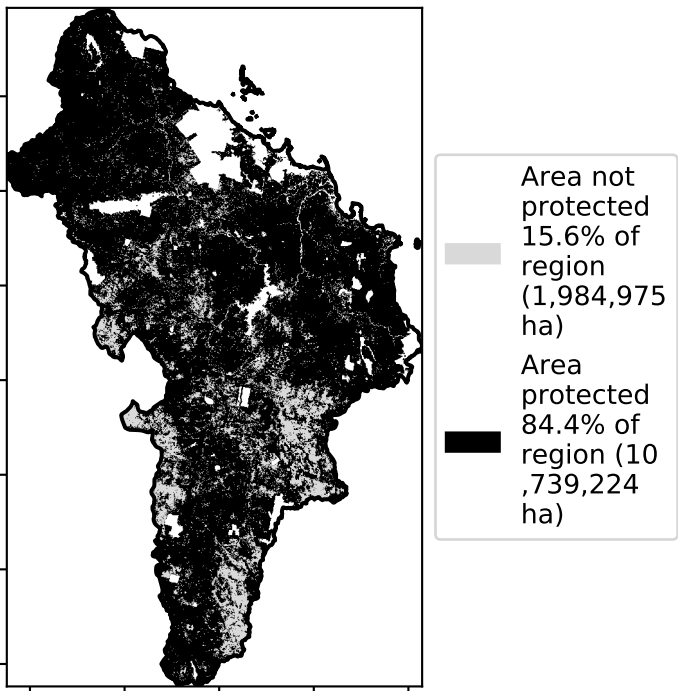 Area not
protected
15.6% of
region
(1,984,975
ha)
Area
protected
84.4% of
region (10
,739,224
ha)